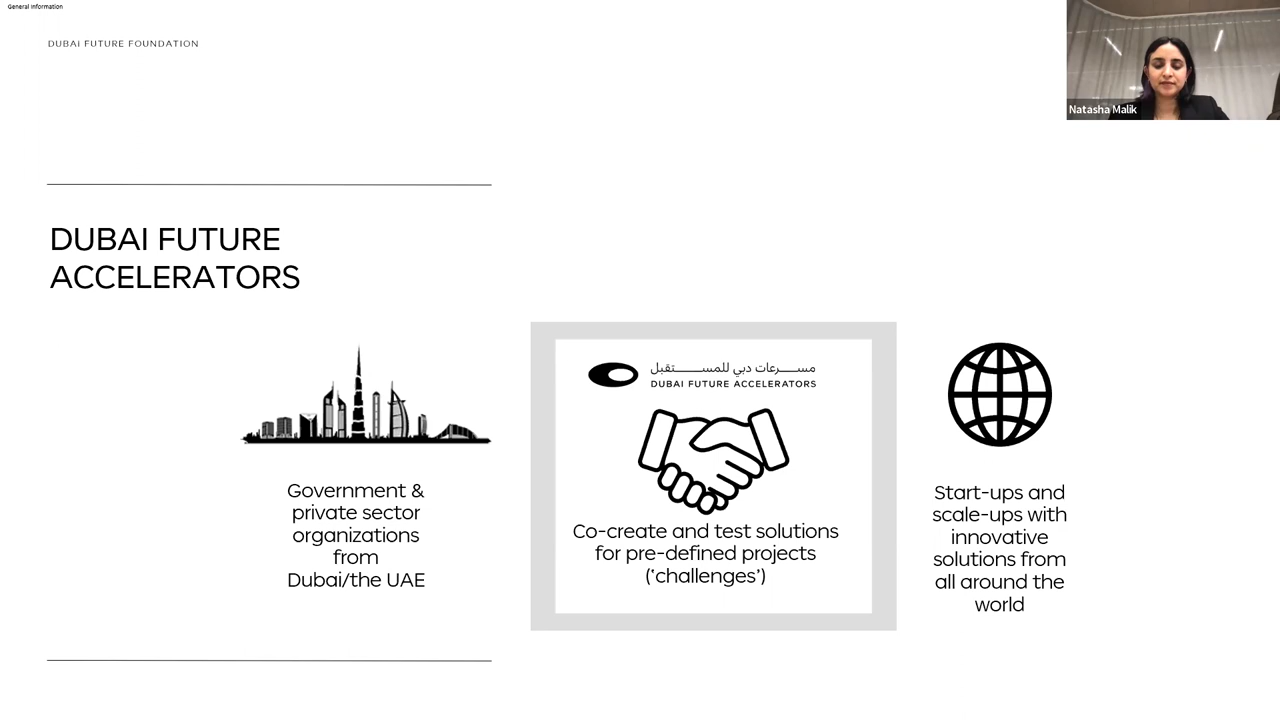 General Information
DUBAI FUTURE FOUNDATION
Natasha Malik
DUBAI FUTURE
ACCELERATORS
Government &
private sector
organizations
from
Dubai/the UAE
مســـرعات دبي للمســـــــتقبل
DUBAI FUTURE ACCELERATORS
Co-create and test solutions
for pre-defined projects
(‘challenges’)
Start-ups and
scale-ups with
innovative
solutions from
all around the
world